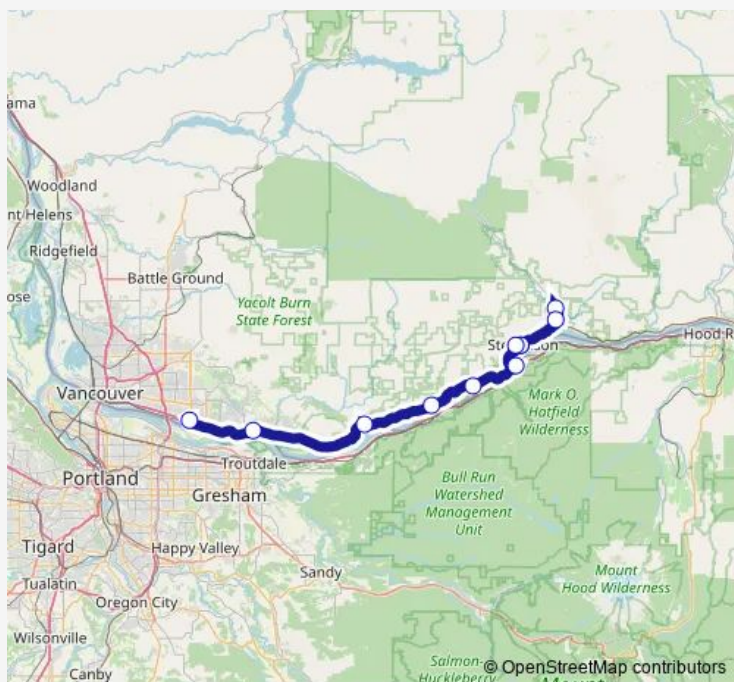 ama
Woodland
nt Helens
Ridgefield
ose
Battle Ground
Yacolt Burn
State Forest
Hood R
Vancouver
Mark O.
Hatfield
Wilderness
Troutdale
Portland
Gresham
Bull Run
Watershed
Management
Unit
Tigard
Happy Valley
Tualatin
Sandy
Mount
Hood Wilderness
Oregon City
Wilsonville
Canby
Salmon-
Huckleberry
© OpenStreetMap contributors